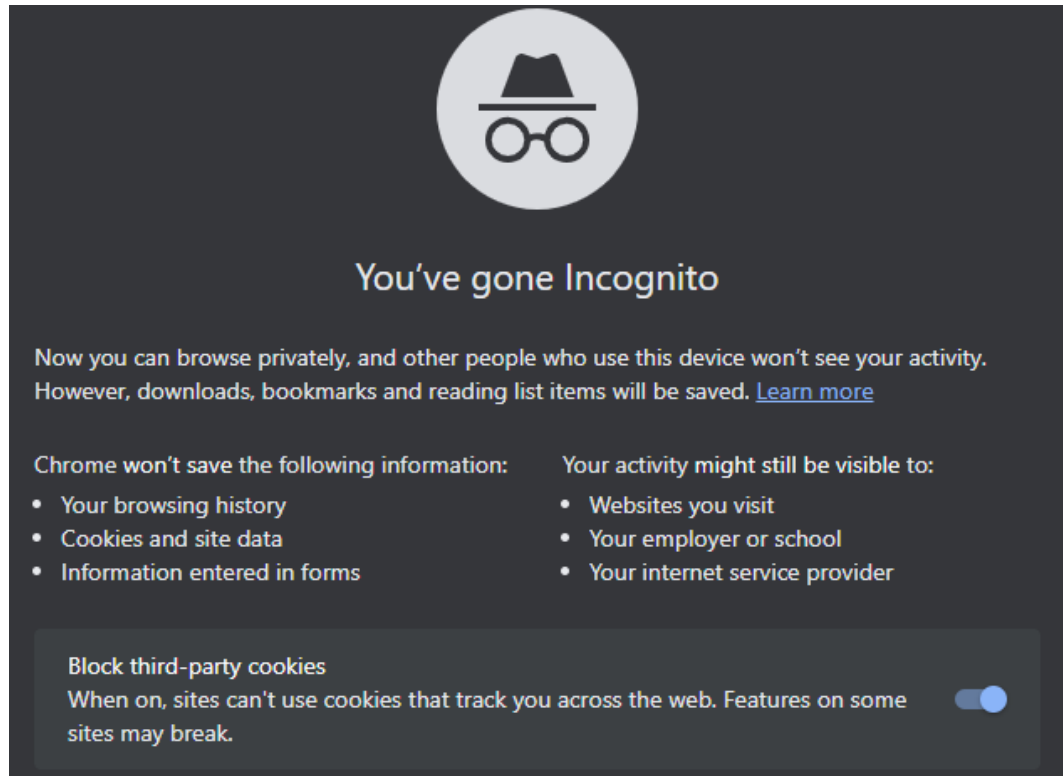 You've gone Incognito
Now you can browse privately, and other people who use this device won't see your activity.
However, downloads, bookmarks and reading list items will be saved. Learn more
Chrome won't save the following information:
• Your browsing history
• Cookies and site data
• Information entered in forms
Your activity might still be visible to:
• Websites you visit
• Your employer or school
• Your internet service provider
Block third-party cookies
When on, sites can't use cookies that track you across the web. Features on some
sites may break.